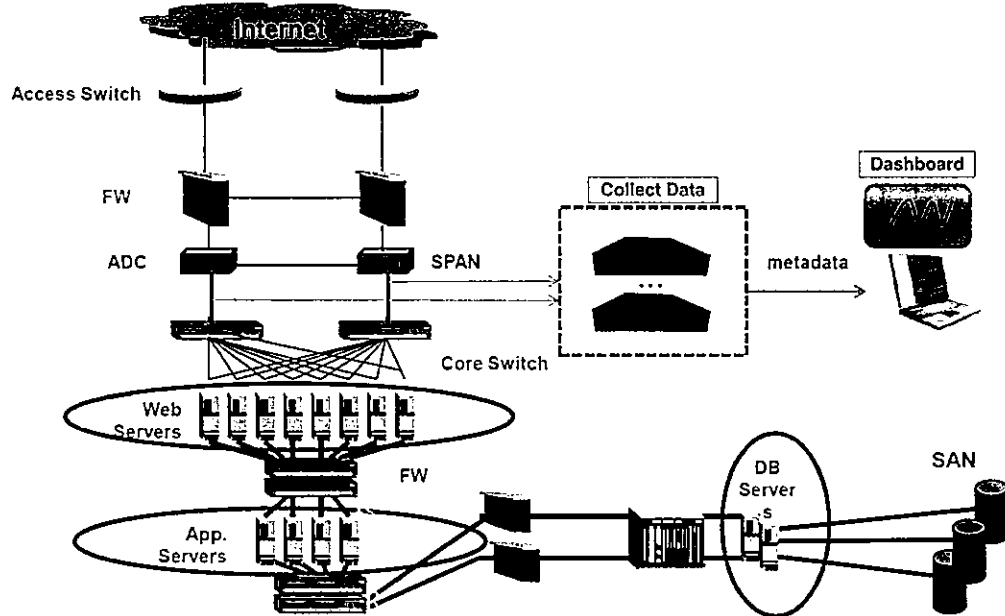 Internet
Access Switch
FW
Collect Data
Dashboard
ADC
SPAN
metadata
...
Core Switch
Web
Servers
FW
DB
Server
s
SAN
App.
Servers